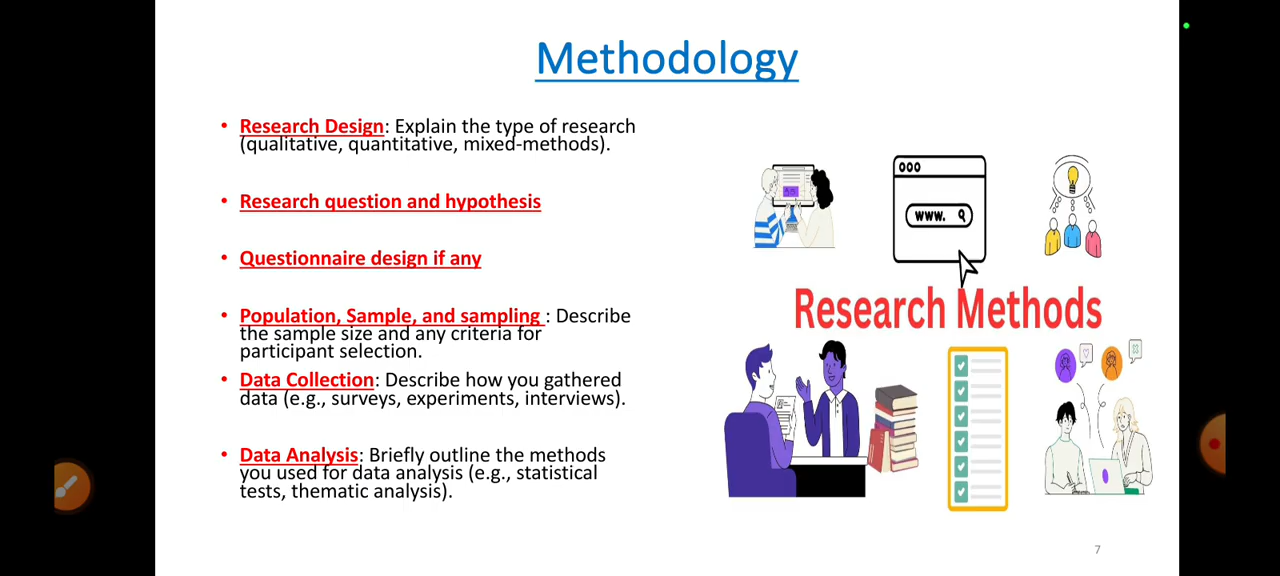 Methodology
• Research Design: Explain the type of research
(qualitative, quantitative, mixed-methods).
• Research question and hypothesis
• Questionnaire design if any
• Population, Sample, and sampling : Describe
the sample size and any criteria for
participant selection.
• Data Collection: Describe how you gathered
data (e.g., surveys, experiments, interviews).
• Data Analysis: Briefly outline the methods
you used for data analysis (e.g., statistical
tests, thematic analysis).
www.
Research Methods
7